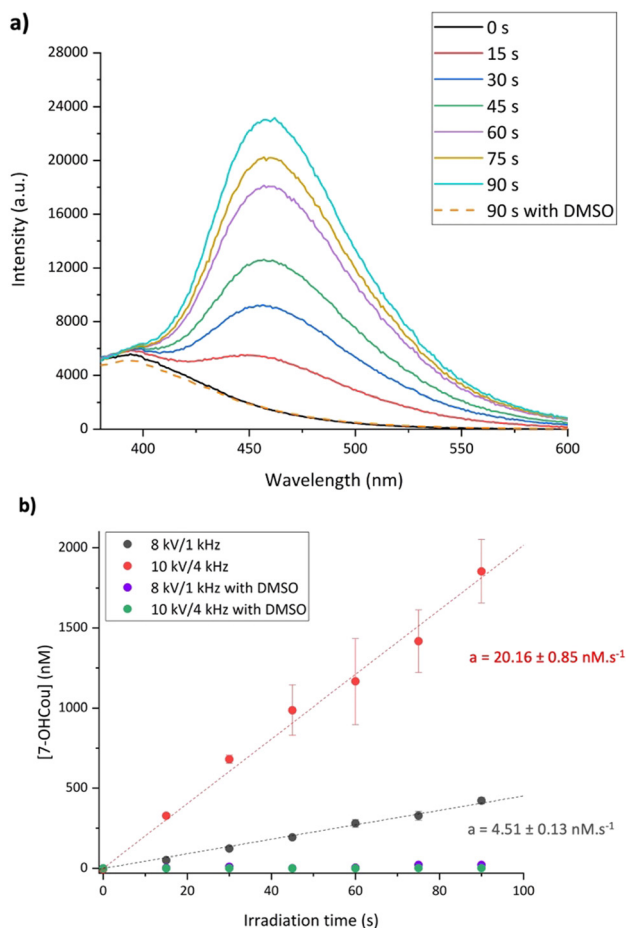 a)
0 s
15 s
30 s
45 s
60 s
75 s
90 s
90 s with DMSO
28000
24000
20000
16000
12000
8000
4000
0
Intensity (a.u.)
400 450 500 550 600
Wavelength (nm)
b)
8 kV/1 kHz
10 kV/4 kHz
8 kV/1 kHz with DMSO
10 kV/4 kHz with DMSO
2000
1500
1000
500
0
[7-OHCou] (nM)
a = 20.16 ± 0.85 nM.s⁻¹
a = 4.51 ± 0.13 nM.s⁻¹
0 20 40 60 80 100
Irradiation time (s)